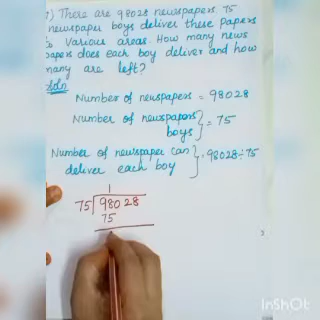 ) There are 98028 newspapers. 75
newspaper boys deliver these papers
to various areas. How many news
papers does each boy deliver and how
many are left?
Soln
Number of newspapers = 98028
Number of newspapers boys } = 75
Number of newspaper can deliver each boy } = 98028 ÷ 75
1
75 98028
75
InShOt